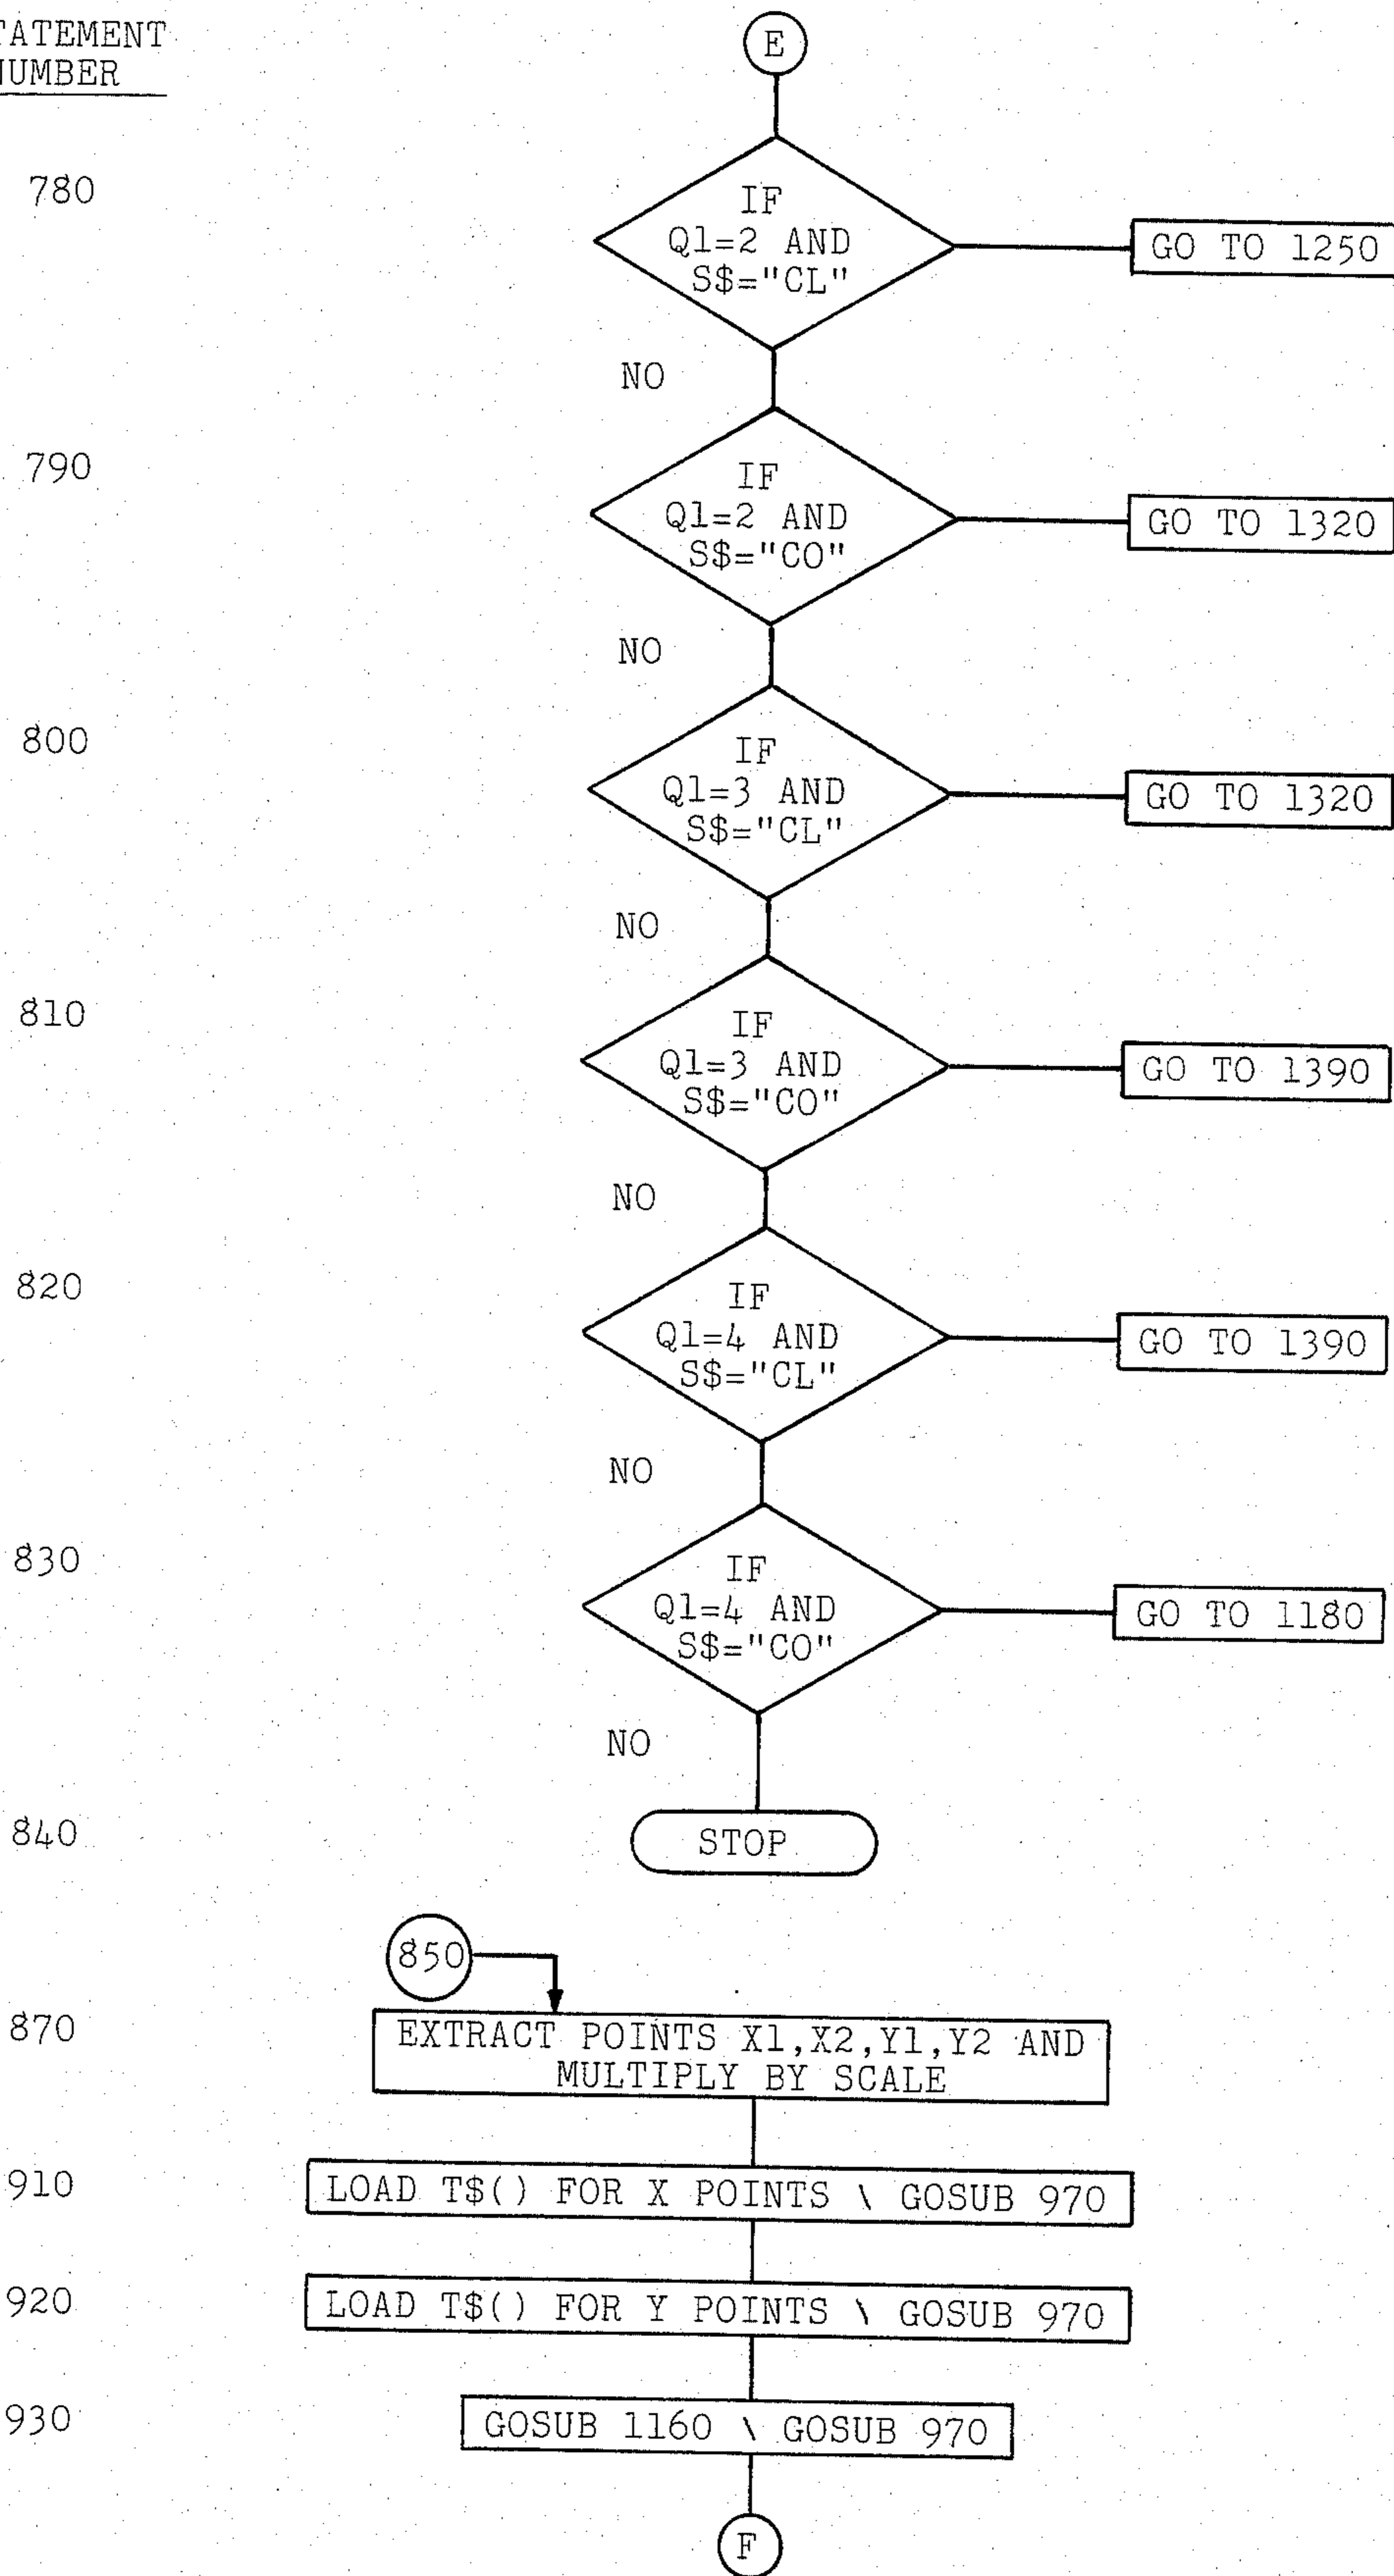 TATEMENT
NUMBER
E
780
IF
Q1=2 AND
S$="CL"
GO TO 1250
NO
790
IF
Q1=2 AND
S$="CO"
GO TO 1320
NO
800
IF
Q1=3 AND
S$="CL"
GO TO 1320
NO
810
IF
Q1=3 AND
S$="CO"
GO TO 1390
NO
820
IF
Q1=4 AND
S$="CL"
GO TO 1390
NO
830
IF
Q1=4 AND
S$="CO"
GO TO 1180
NO
840
STOP
850
870
EXTRACT POINTS X1,X2,Y1,Y2 AND
MULTIPLY BY SCALE
910
LOAD T$() FOR X POINTS \ GOSUB 970
920
LOAD T$() FOR Y POINTS \ GOSUB 970
930
GOSUB 1160 \ GOSUB 970
F